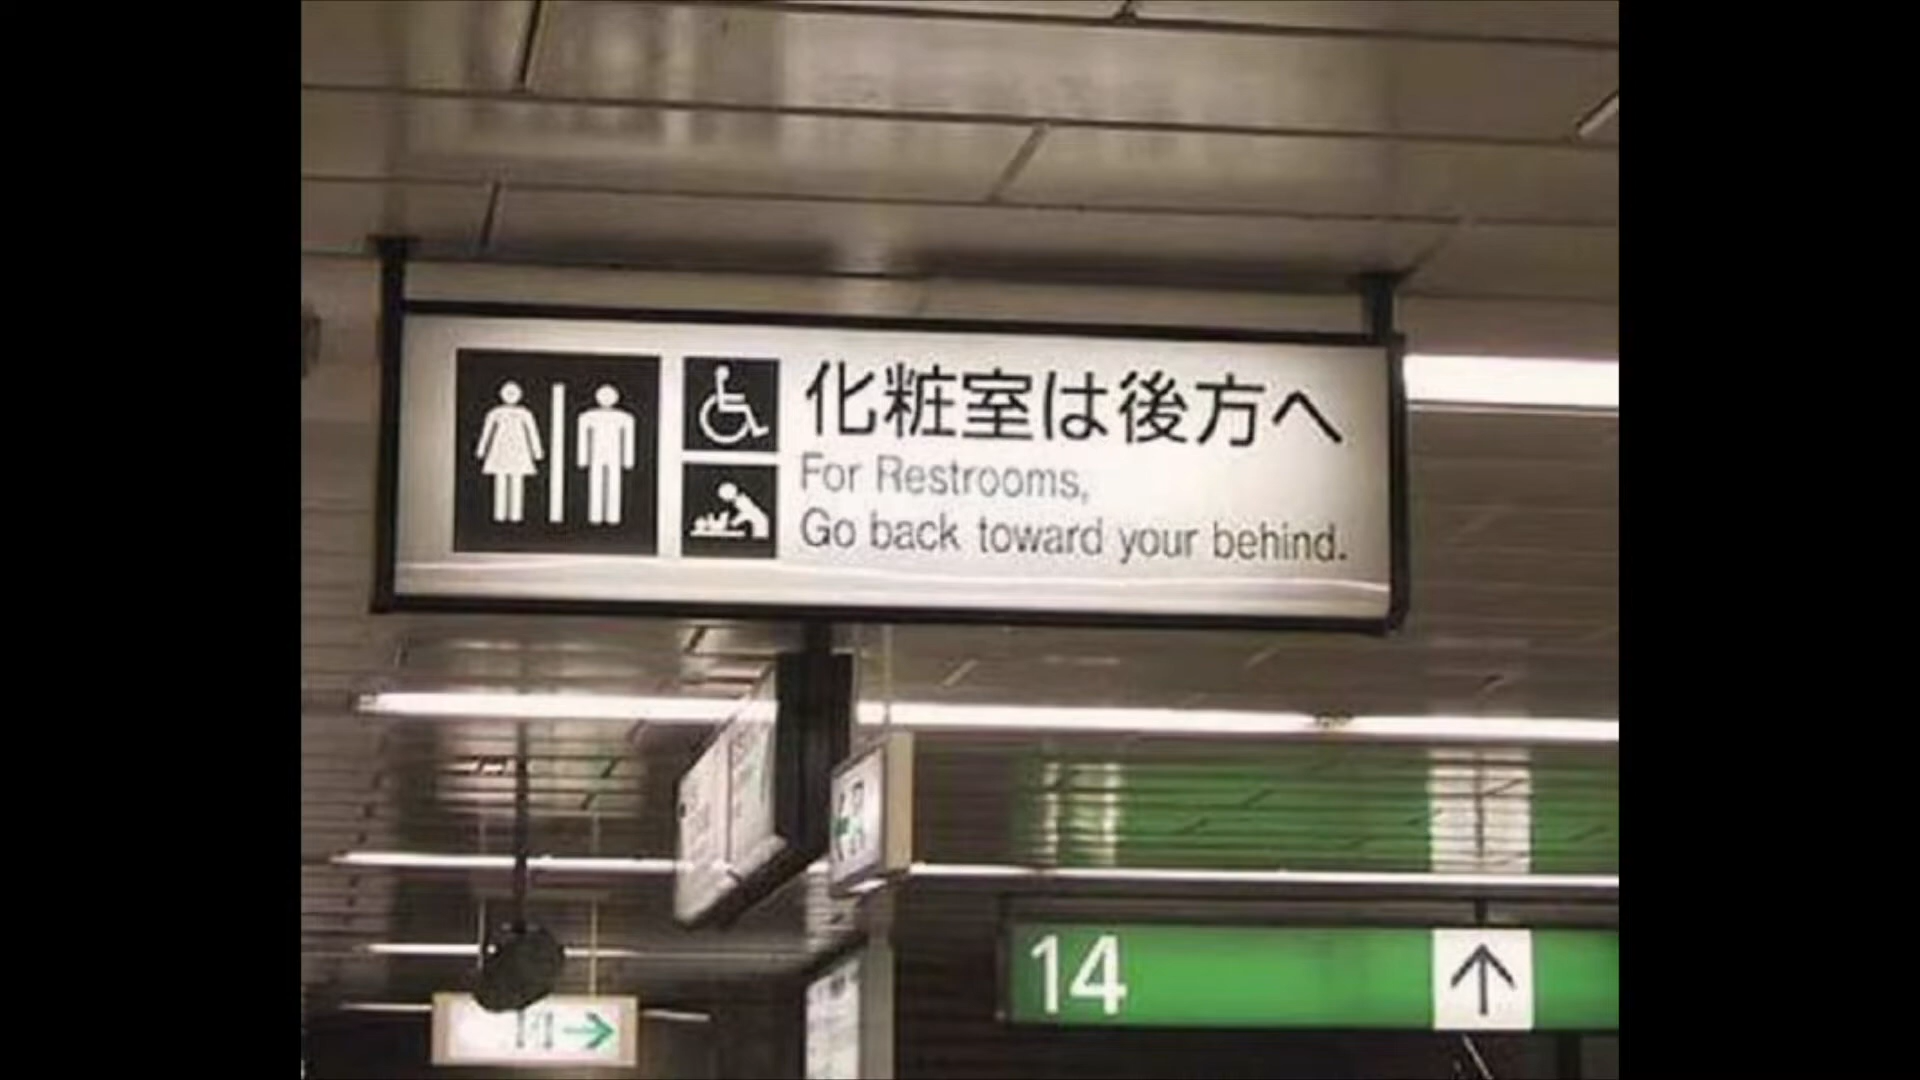 化粧室は後方へ
For Restrooms,
Go back toward your behind.
14